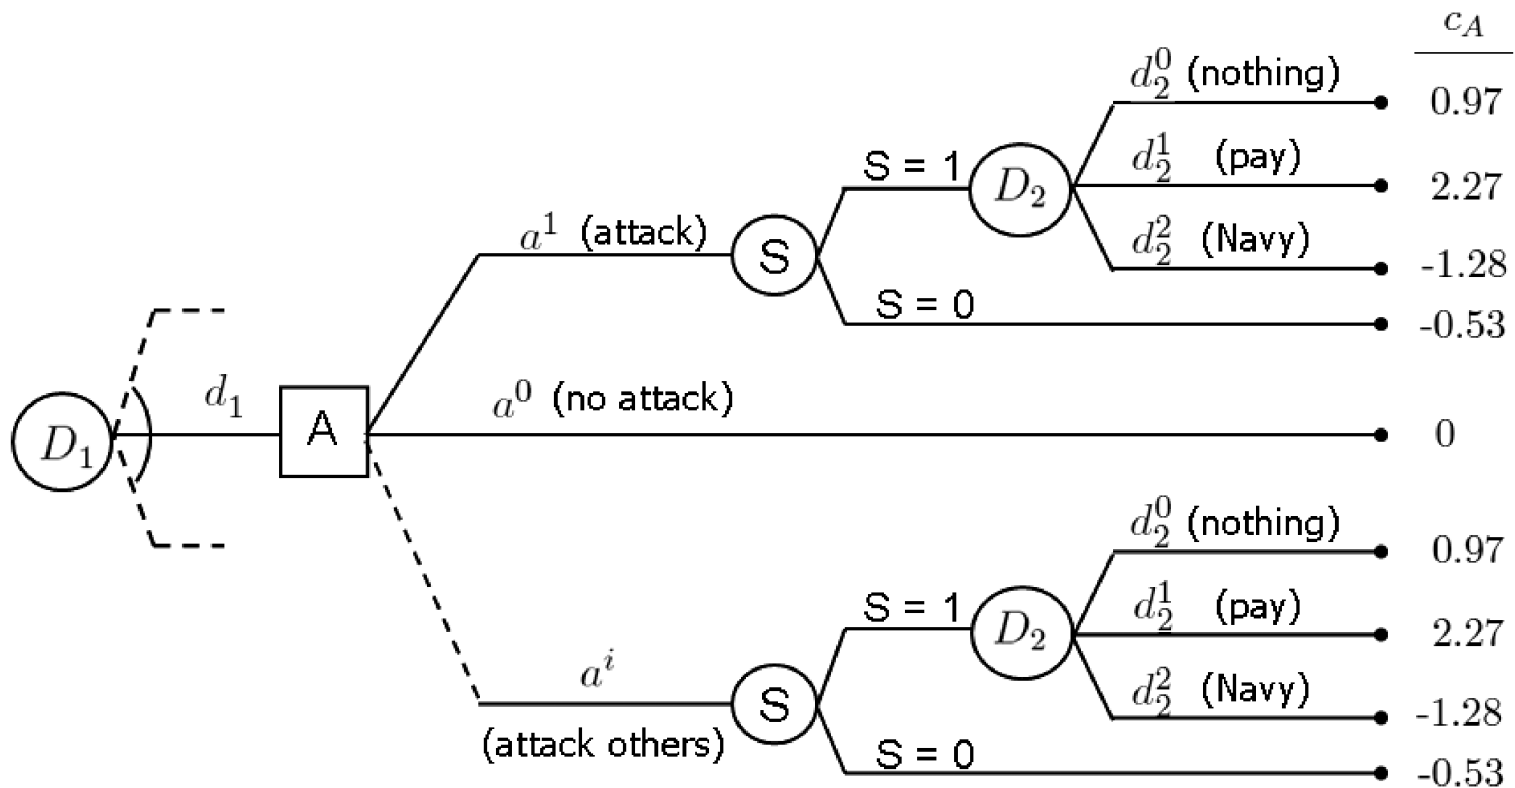 c_A
d_2^0 (nothing) 0.97
S = 1 D_2 d_2^1 (pay) 2.27
a^1 (attack) S d_2^2 (Navy) -1.28
S = 0 -0.53
D_1 d_1 A a^0 (no attack) 0
d_2^0 (nothing) 0.97
S = 1 D_2 d_2^1 (pay) 2.27
a^i S d_2^2 (Navy) -1.28
(attack others) S = 0 -0.53